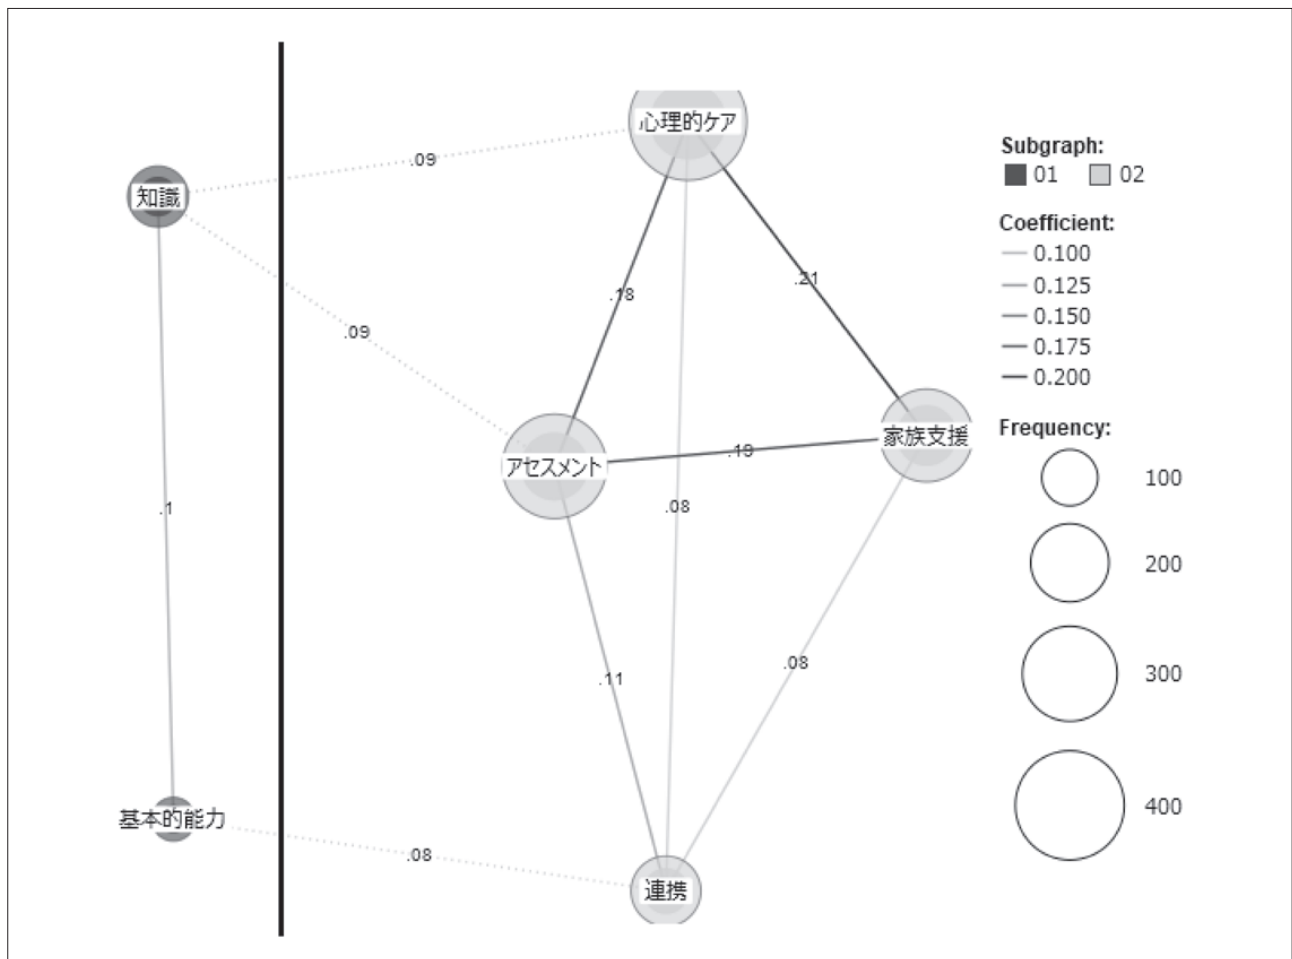 心理的ケア
.09
知識
.09
.18
.21
アセスメント
.19
家族支援
.1
.08
.11
.08
基本的能力
.08
連携
Subgraph:
01 02
Coefficient:
0.100
0.125
0.150
0.175
0.200
Frequency:
100
200
300
400